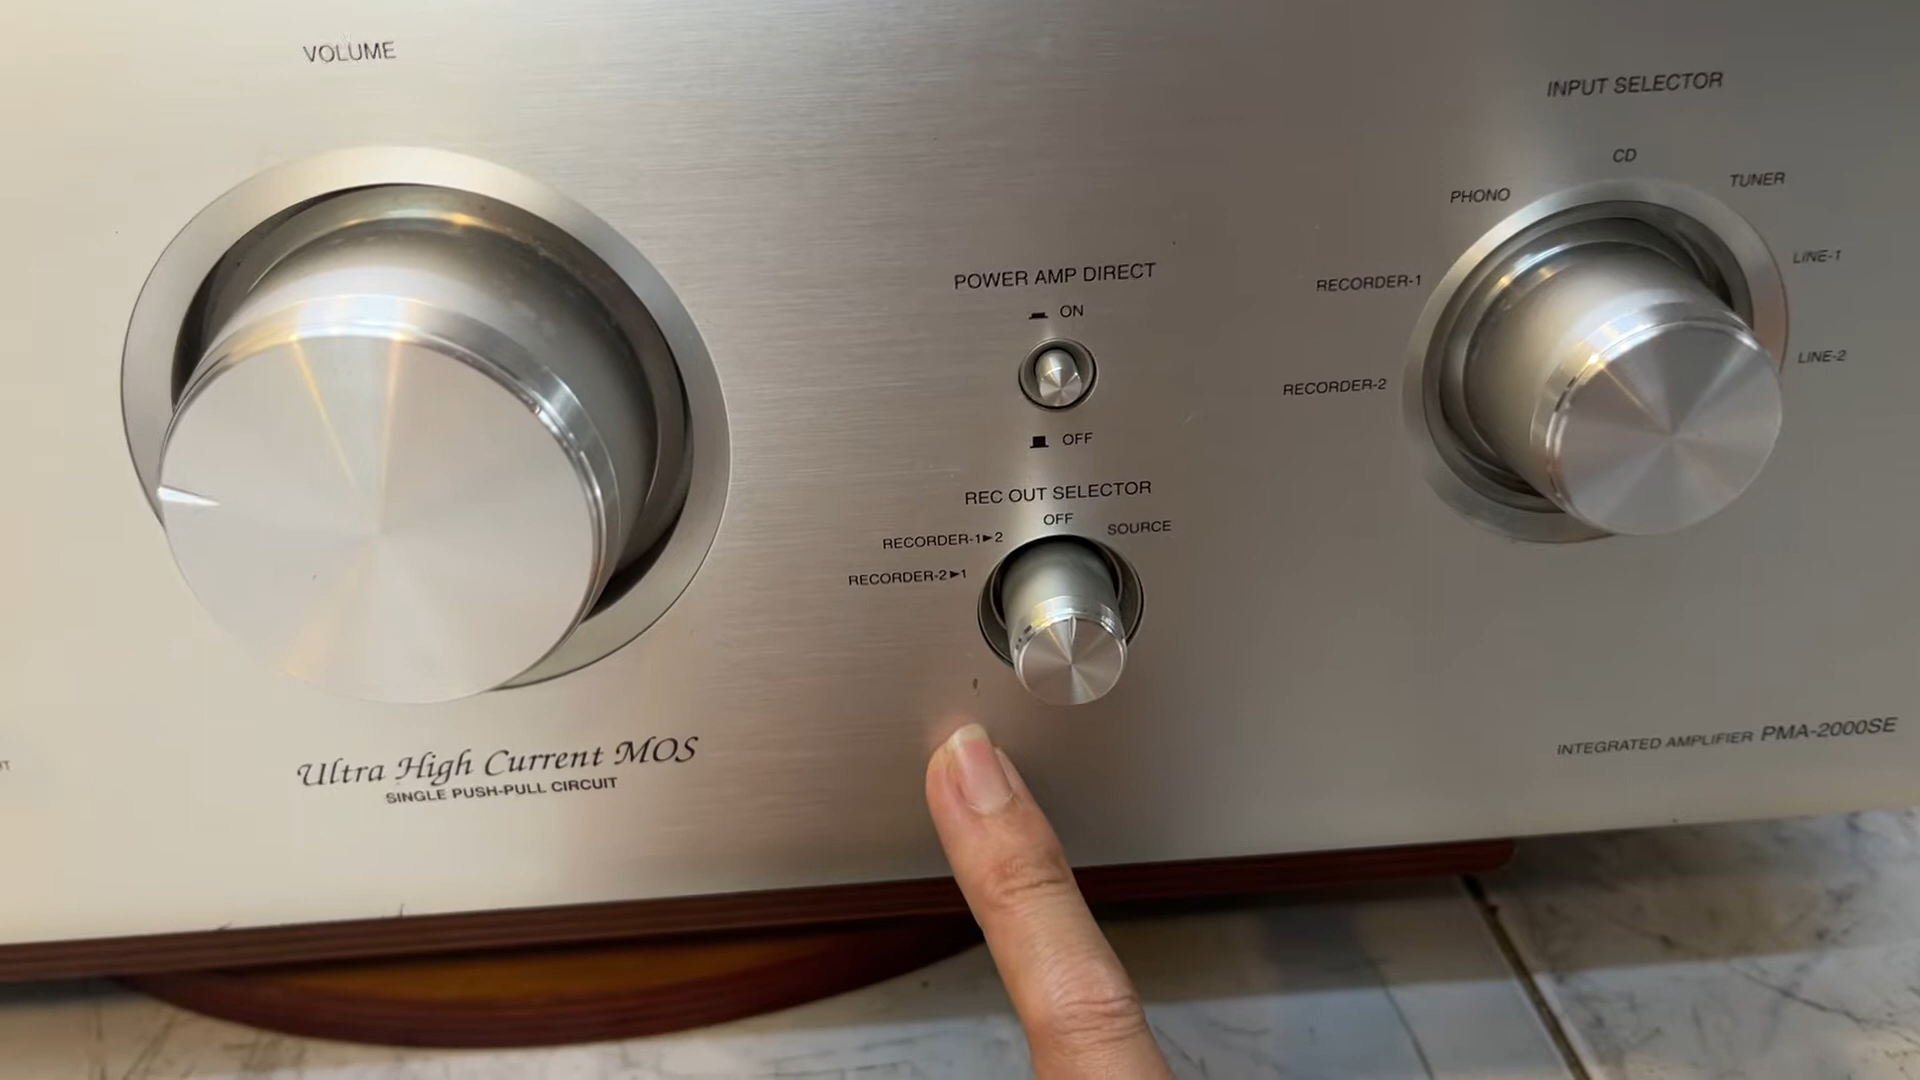 VOLUME
INPUT SELECTOR
CD
PHONO
TUNER
LINE-1
RECORDER-1
LINE-2
RECORDER-2
POWER AMP DIRECT
ON
OFF
REC OUT SELECTOR
OFF
SOURCE
RECORDER-1►2
RECORDER-2►1
Ultra High Current MOS
SINGLE PUSH-PULL CIRCUIT
INTEGRATED AMPLIFIER PMA-2000SE